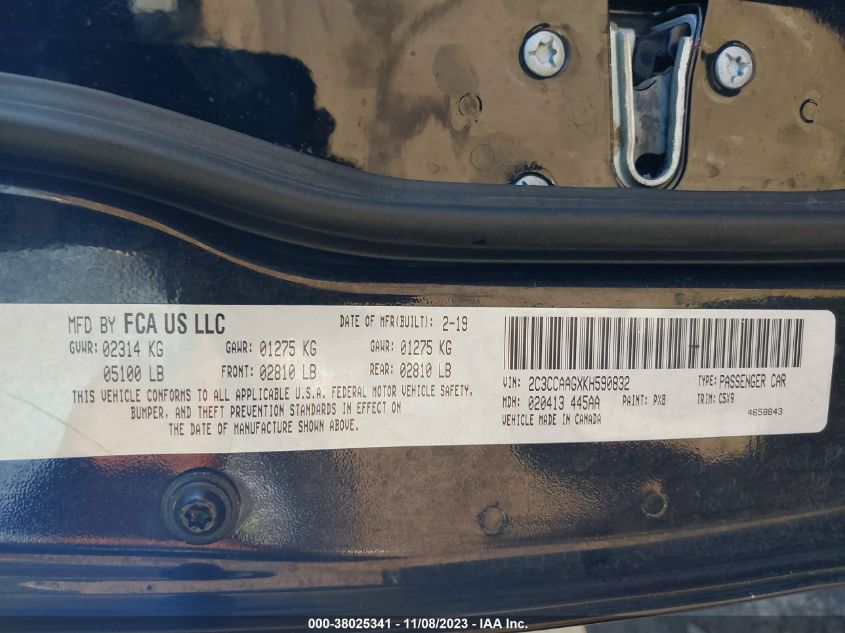 MFD BY FCA US LLC DATE OF MFR(BUILT): 2-19
GVWR: 02314 KG GAWR: 01275 KG GAWR: 01275 KG
05100 LB FRONT: 02810 LB REAR: 02810 LB
THIS VEHICLE CONFORMS TO ALL APPLICABLE U.S.A. FEDERAL MOTOR VEHICLE SAFETY,
BUMPER, AND THEFT PREVENTION STANDARDS IN EFFECT ON
THE DATE OF MANUFACTURE SHOWN ABOVE.
VIN: 2C3CCAAGXKH590832 TYPE: PASSENGER CAR
MDH: 020413 445AA PAINT: PX8 TRIM: C5X9
VEHICLE MADE IN CANADA 4658843
000-38025341 - 11/08/2023 - IAA